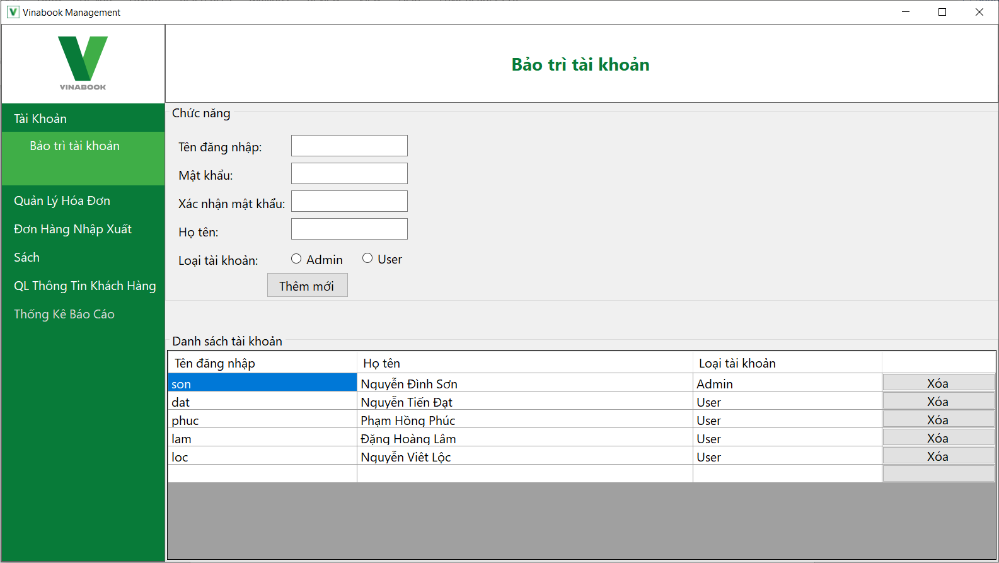 Vinabook Management
VINABOOK
Bảo trì tài khoản
Tài Khoản
Bảo trì tài khoản
Quản Lý Hóa Đơn
Đơn Hàng Nhập Xuất
Sách
QL Thông Tin Khách Hàng
Thống Kê Báo Cáo
Chức năng
Tên đăng nhập:
Mật khẩu:
Xác nhận mật khẩu:
Họ tên:
Loại tài khoản: Admin User
Thêm mới
Danh sách tài khoản
Tên đăng nhập Họ tên Loại tài khoản
son Nguyễn Đình Sơn Admin Xóa
dat Nguyễn Tiến Đạt User Xóa
phuc Phạm Hồng Phúc User Xóa
lam Đặng Hoàng Lâm User Xóa
loc Nguyễn Viêt Lộc User Xóa